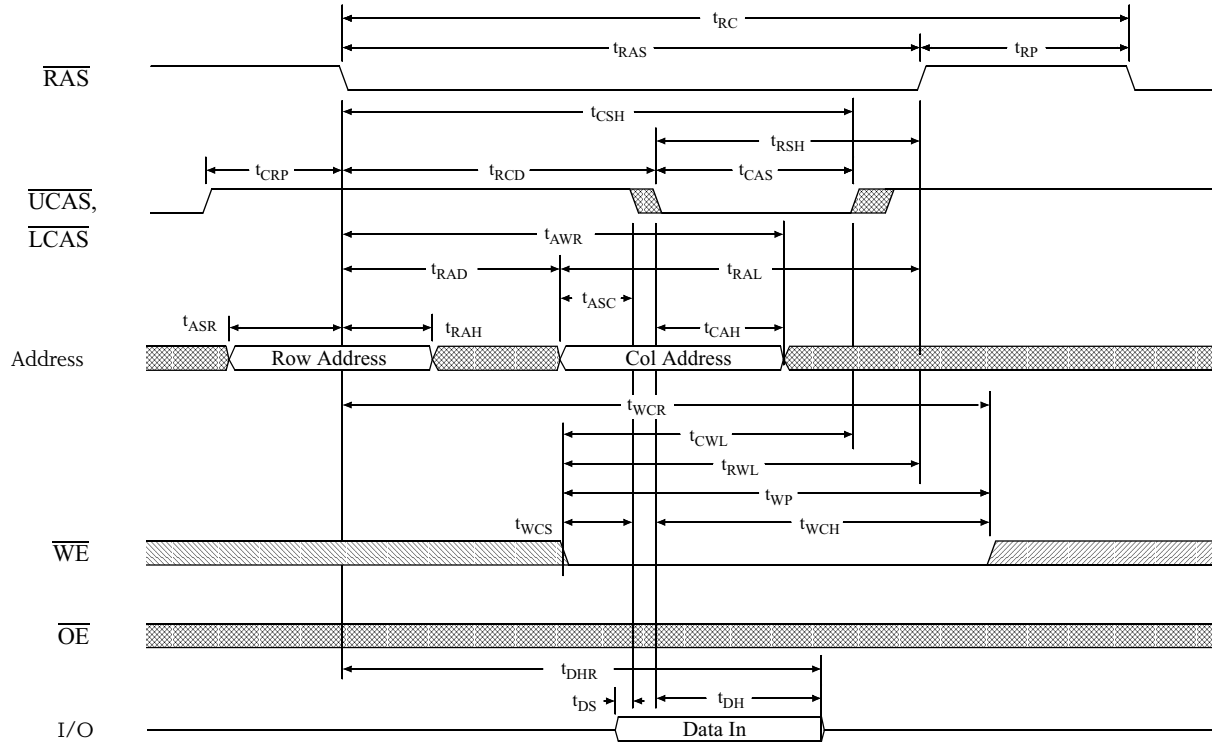 tRC
tRAS
tRP
RAS
tCSH
tRSH
tCRP
tRCD
tCAS
UCAS,
LCAS
tAWR
tRAD
tRAL
tASC
tASR
tRAH
tCAH
Address
Row Address
Col Address
tWCR
tCWL
tRWL
tWP
tWCS
tWCH
WE
OE
tDHR
tDS
tDH
I/O
Data In